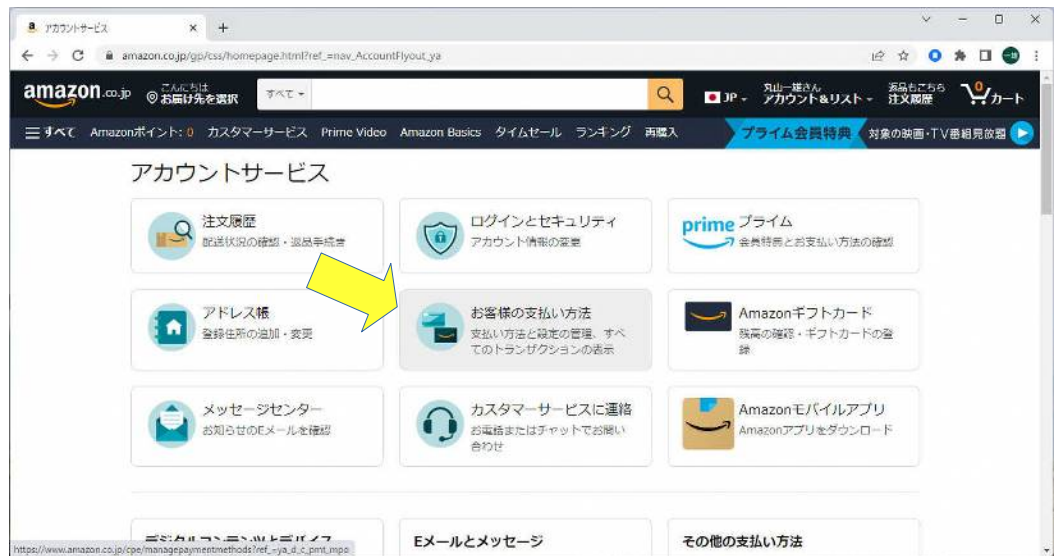 アカウントサービス
amazon.co.jp/gp/css/homepage.html?ref_=nav_AccountFlyout_ya
amazon.co.jp
こんにちは
お届け先を選択
すべて
JP
丸山一雄さん
アカウント&リスト
返品もこちら
注文履歴
0
カート
すべて Amazonポイント: 0 カスタマーサービス Prime Video Amazon Basics タイムセール ランキング 再購入
プライム会員特典 対象の映画・TV番組見放題
アカウントサービス
注文履歴
配送状況の確認・返品手続き
ログインとセキュリティ
アカウント情報の変更
prime
プライム
会員特典とお支払い方法の確認
アドレス帳
登録住所の追加・変更
お客様の支払い方法
支払い方法と設定の管理、すべ
てのトランザクションの表示
Amazonギフトカード
残高の確認・ギフトカードの登
録
メッセージセンター
お知らせのEメールを確認
カスタマーサービスに連絡
お電話またはチャットでお問い
合わせ
Amazonモバイルアプリ
Amazonアプリをダウンロード
デジタルコンテンツとデバイス
Eメールとメッセージ
その他の支払い方法
https://www.amazon.co.jp/cpe/managepaymentmethods?ref_=ya_d_c_pmt_mpo